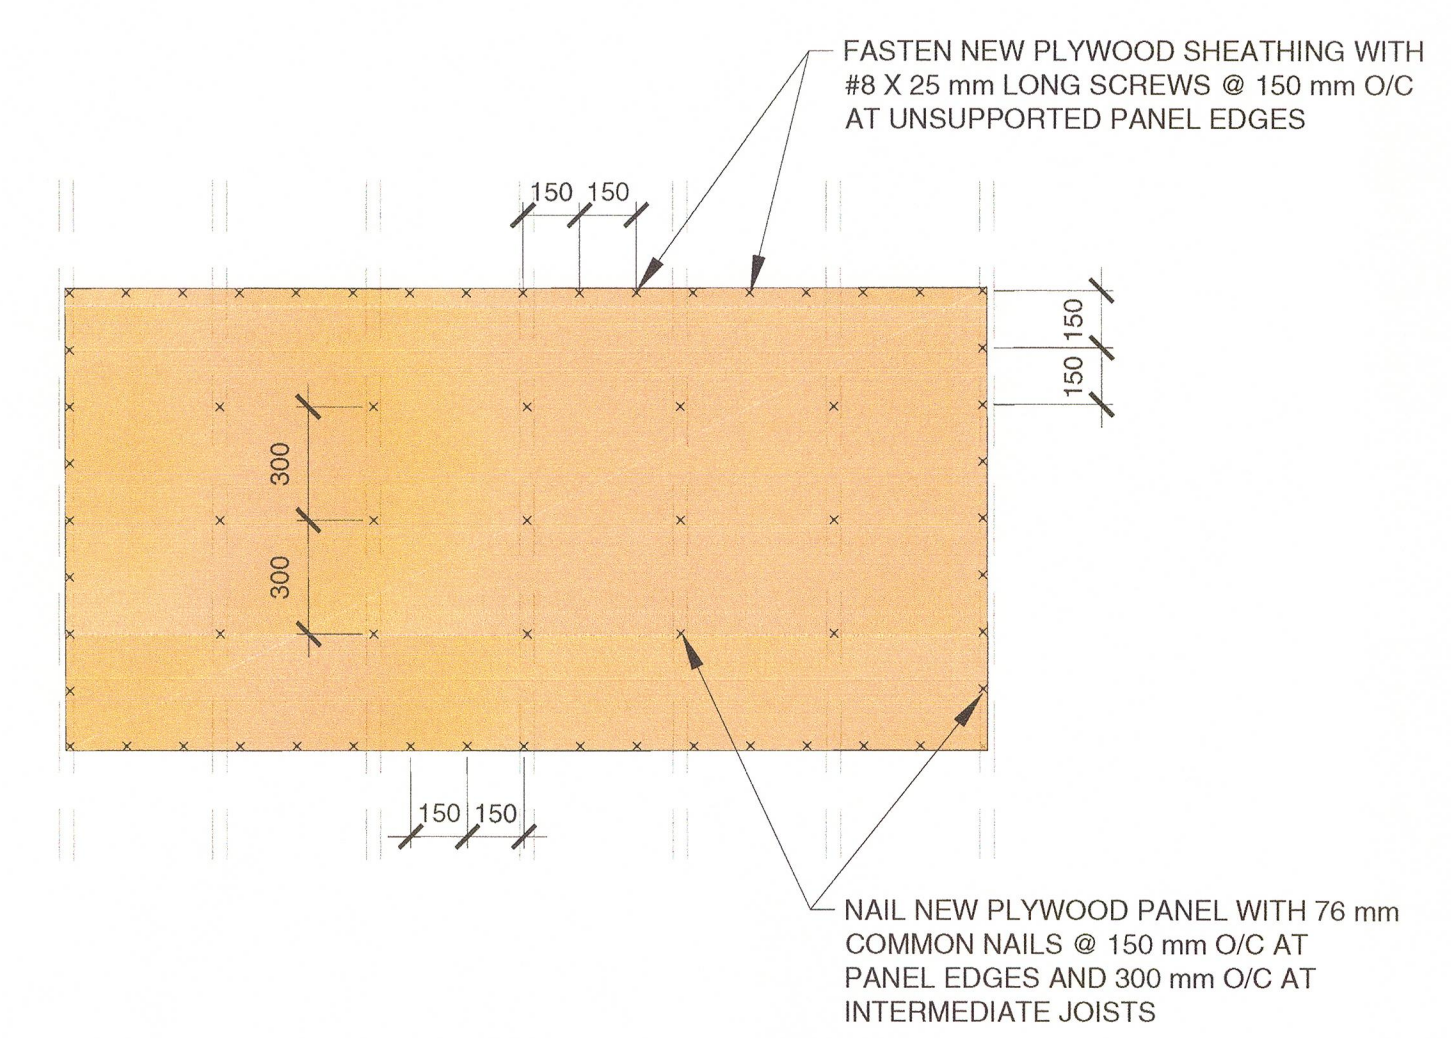 FASTEN NEW PLYWOOD SHEATHING WITH
#8 X 25 mm LONG SCREWS @ 150 mm O/C
AT UNSUPPORTED PANEL EDGES
150 150
150
150
300
300
150 150
NAIL NEW PLYWOOD PANEL WITH 76 mm
COMMON NAILS @ 150 mm O/C AT
PANEL EDGES AND 300 mm O/C AT
INTERMEDIATE JOISTS